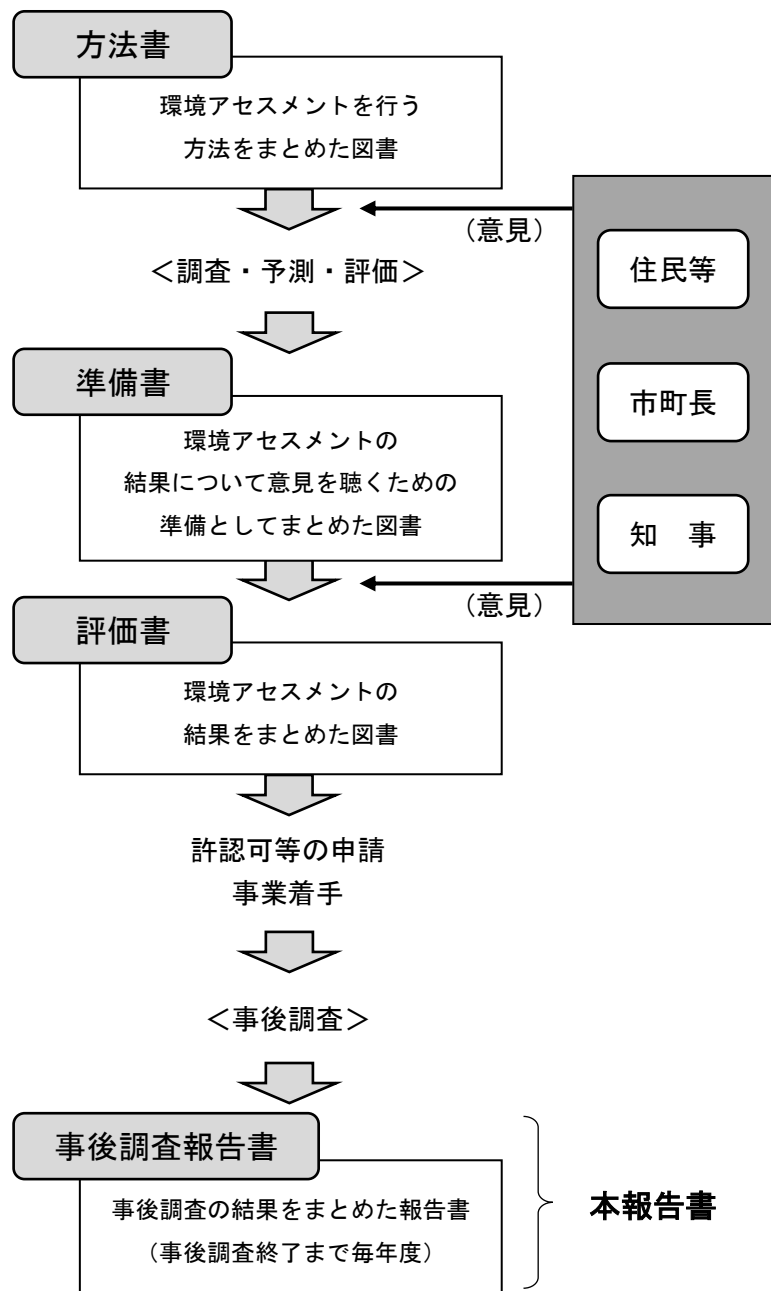 方法書
環境アセスメントを行う
方法をまとめた図書
（意見）
＜調査・予測・評価＞
住民等
準備書
市町長
環境アセスメントの
結果について意見を聴くための
準備としてまとめた図書
知　事
（意見）
評価書
環境アセスメントの
結果をまとめた図書
許認可等の申請
事業着手
＜事後調査＞
事後調査報告書
事後調査の結果をまとめた報告書
（事後調査終了まで毎年度）
本報告書